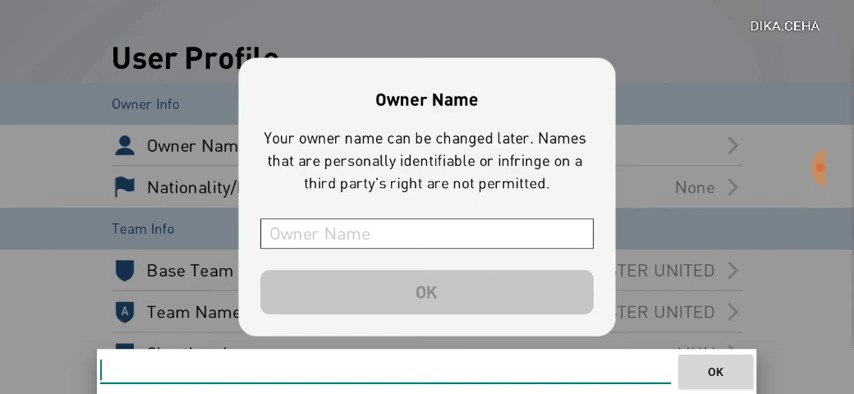 DIKA.CEHA
User Profile
Owner Info
Owner Name
Your owner name can be changed later. Names
that are personally identifiable or infringe on a
third party's right are not permitted.
Owner Name
OK
Owner Nam
Nationality/
None
Team Info
Base Team
TER UNITED
A
Team Name
TER UNITED
OK